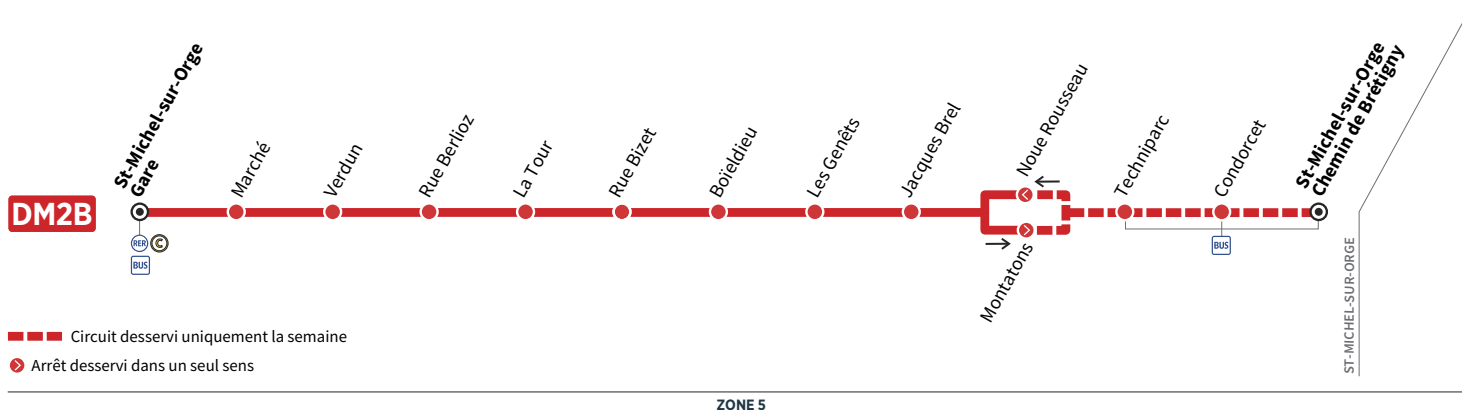 DM2B
St-Michel-sur-Orge
Gare
RER C
BUS
Marché
Verdun
Rue Berlioz
La Tour
Rue Bizet
Boïeldieu
Les Genêts
Jacques Brel
Noue Rousseau
Montatons
Techniparc
Condorcet
BUS
St-Michel-sur-Orge
Chemin de Brétigny
ST-MICHEL-SUR-ORGE
Circuit desservi uniquement la semaine
Arrêt desservi dans un seul sens
ZONE 5